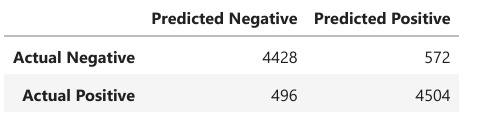 Predicted Negative Predicted Positive
Actual Negative 4428 572
Actual Positive 496 4504